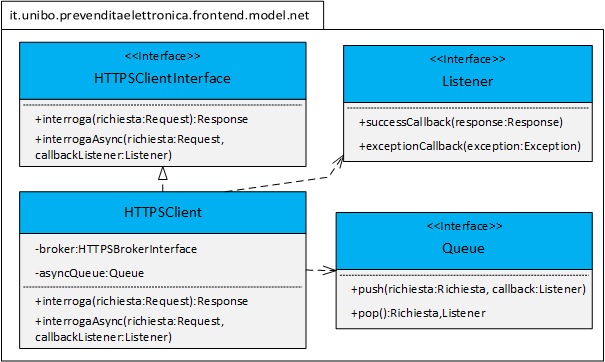 it.unibo.prevenditaelettronica.frontend.model.net
<<Interface>>
HTTPSClientInterface
+interroga(richiesta:Request):Response
+interrogaAsync(richiesta:Request,
callbackListener:Listener)
<<Interface>>
Listener
+successCallback(response:Response)
+exceptionCallback(exception:Exception)
HTTPSClient
-broker:HTTPSBrokerInterface
-asyncQueue:Queue
+interroga(richiesta:Request):Response
+interrogaAsync(richiesta:Request,
callbackListener:Listener)
<<Interface>>
Queue
+push(richiesta:Richiesta, callback:Listener)
+pop():Richiesta,Listener